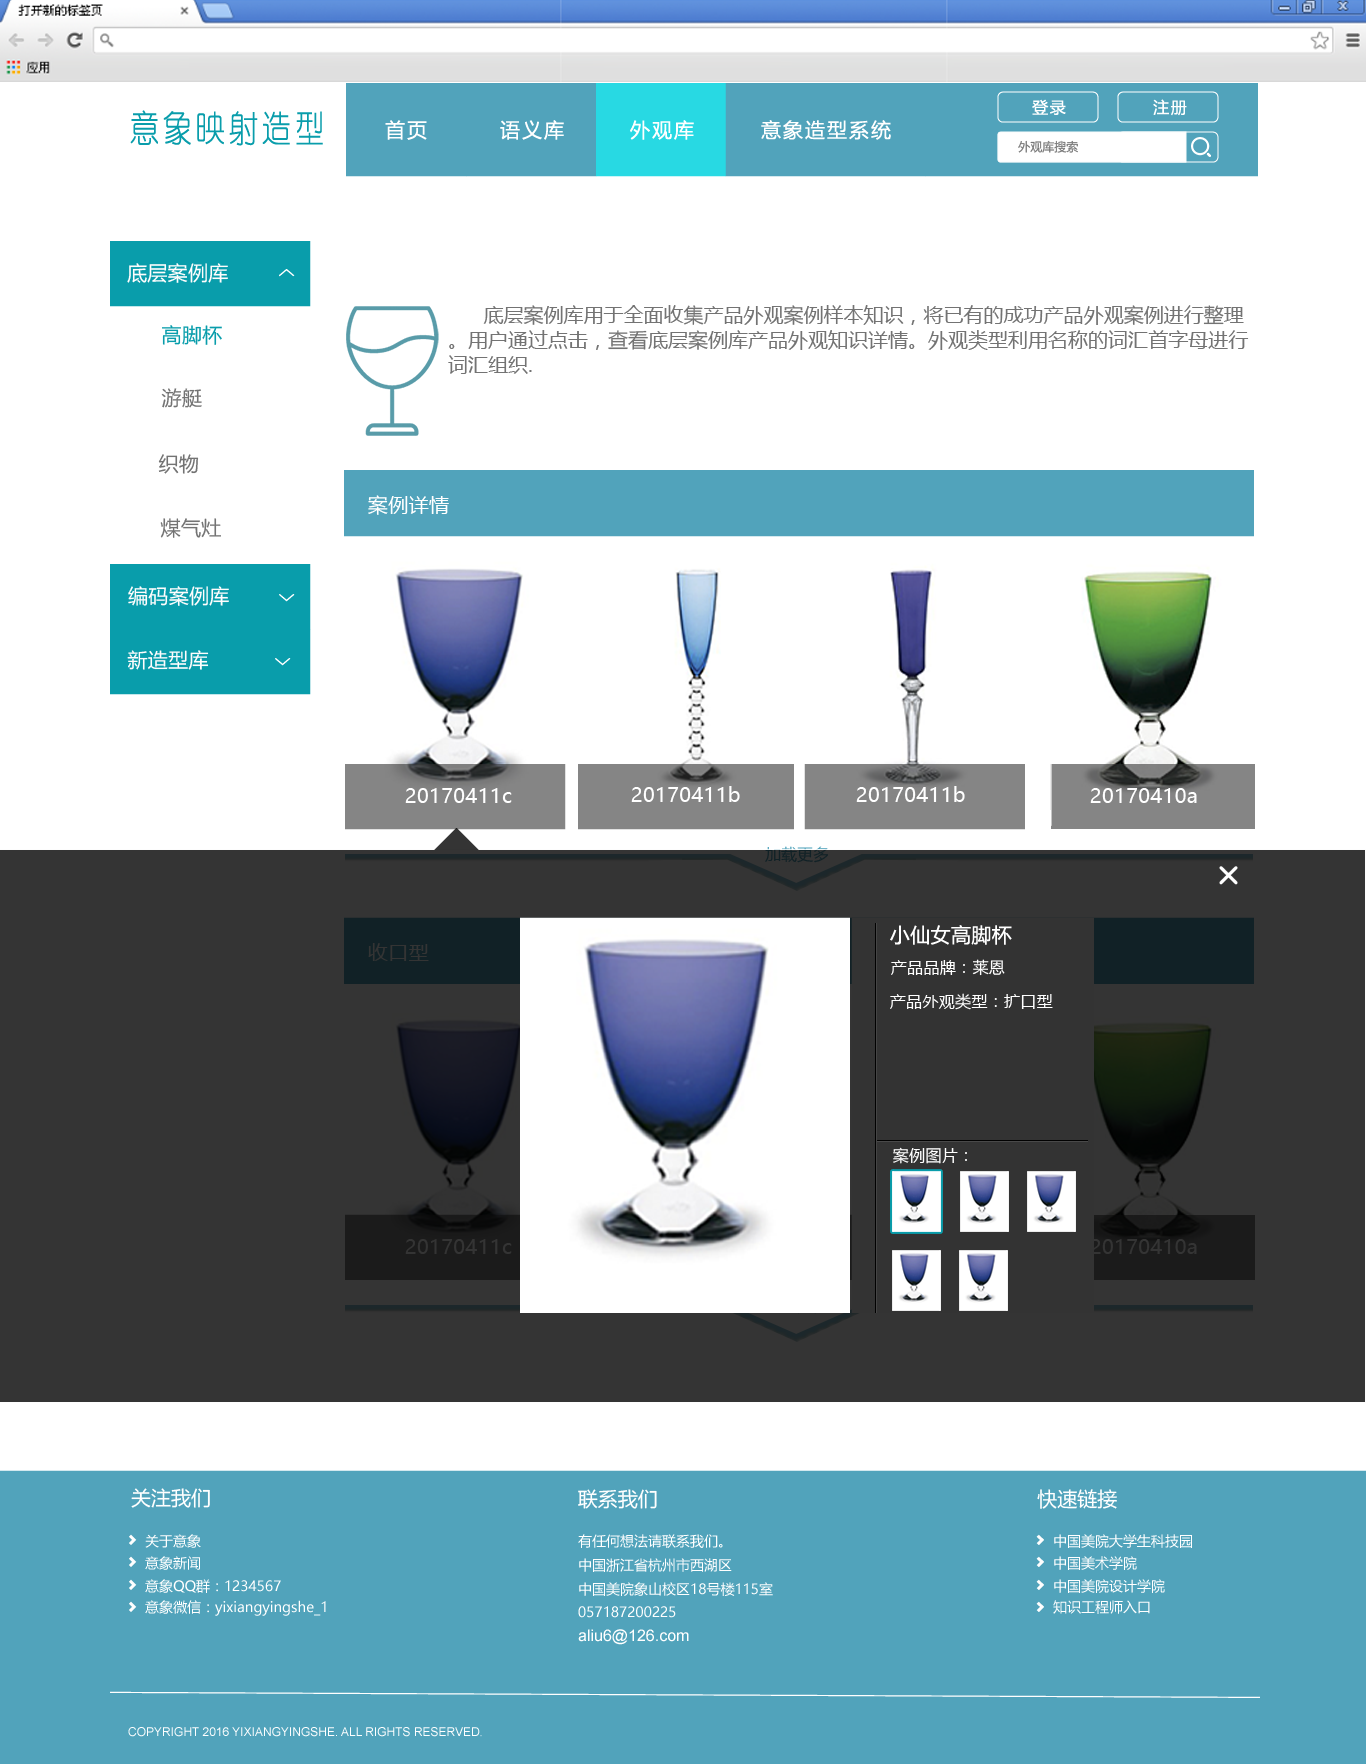 打开新的标签页
应用
意象映射造型
首页
语义库
外观库
意象造型系统
登录
注册
外观库搜索
底层案例库
高脚杯
游艇
织物
煤气灶
编码案例库
新造型库
底层案例库用于全面收集产品外观案例样本知识，将已有的成功产品外观案例进行整理
。用户通过点击，查看底层案例库产品外观知识详情。外观类型利用名称的词汇首字母进行
词汇组织.
案例详情
20170411c
20170411b
20170411b
20170410a
加载更多
收口型
20170411c
20170410a
小仙女高脚杯
产品品牌：莱恩
产品外观类型：扩口型
案例图片：
关注我们
关于意象
意象新闻
意象QQ群：1234567
意象微信：yixiangyingshe_1
联系我们
有任何想法请联系我们。
中国浙江省杭州市西湖区
中国美院象山校区18号楼115室
057187200225
aliu6@126.com
快速链接
中国美院大学生科技园
中国美术学院
中国美院设计学院
知识工程师入口
COPYRIGHT 2016 YIXIANGYINGSHE. ALL RIGHTS RESERVED.